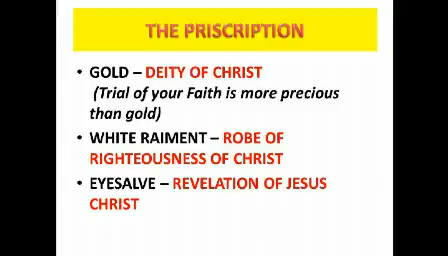 THE PRISCRIPTION
• GOLD – DEITY OF CHRIST
(Trial of your Faith is more precious
than gold)
• WHITE RAIMENT – ROBE OF
RIGHTEOUSNESS OF CHRIST
• EYESALVE – REVELATION OF JESUS
CHRIST